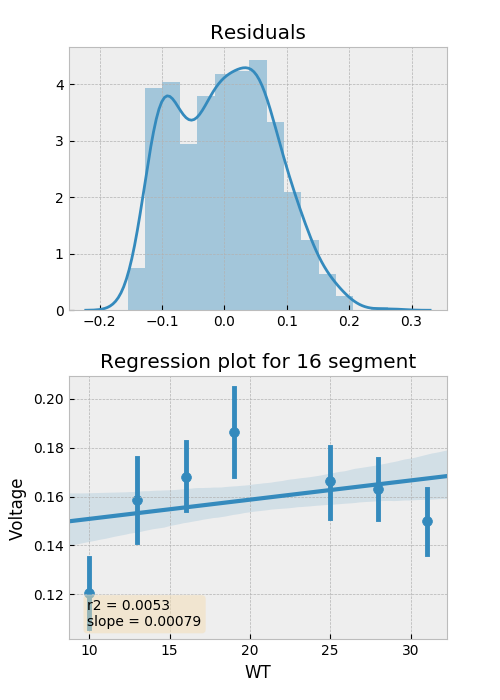 Residuals
4
3
2
1
0
−0.2 −0.1 0.0 0.1 0.2 0.3
Regression plot for 16 segment
0.20
0.18
0.16
0.14
0.12
Voltage
r2 = 0.0053
slope = 0.00079
10 15 20 25 30
WT